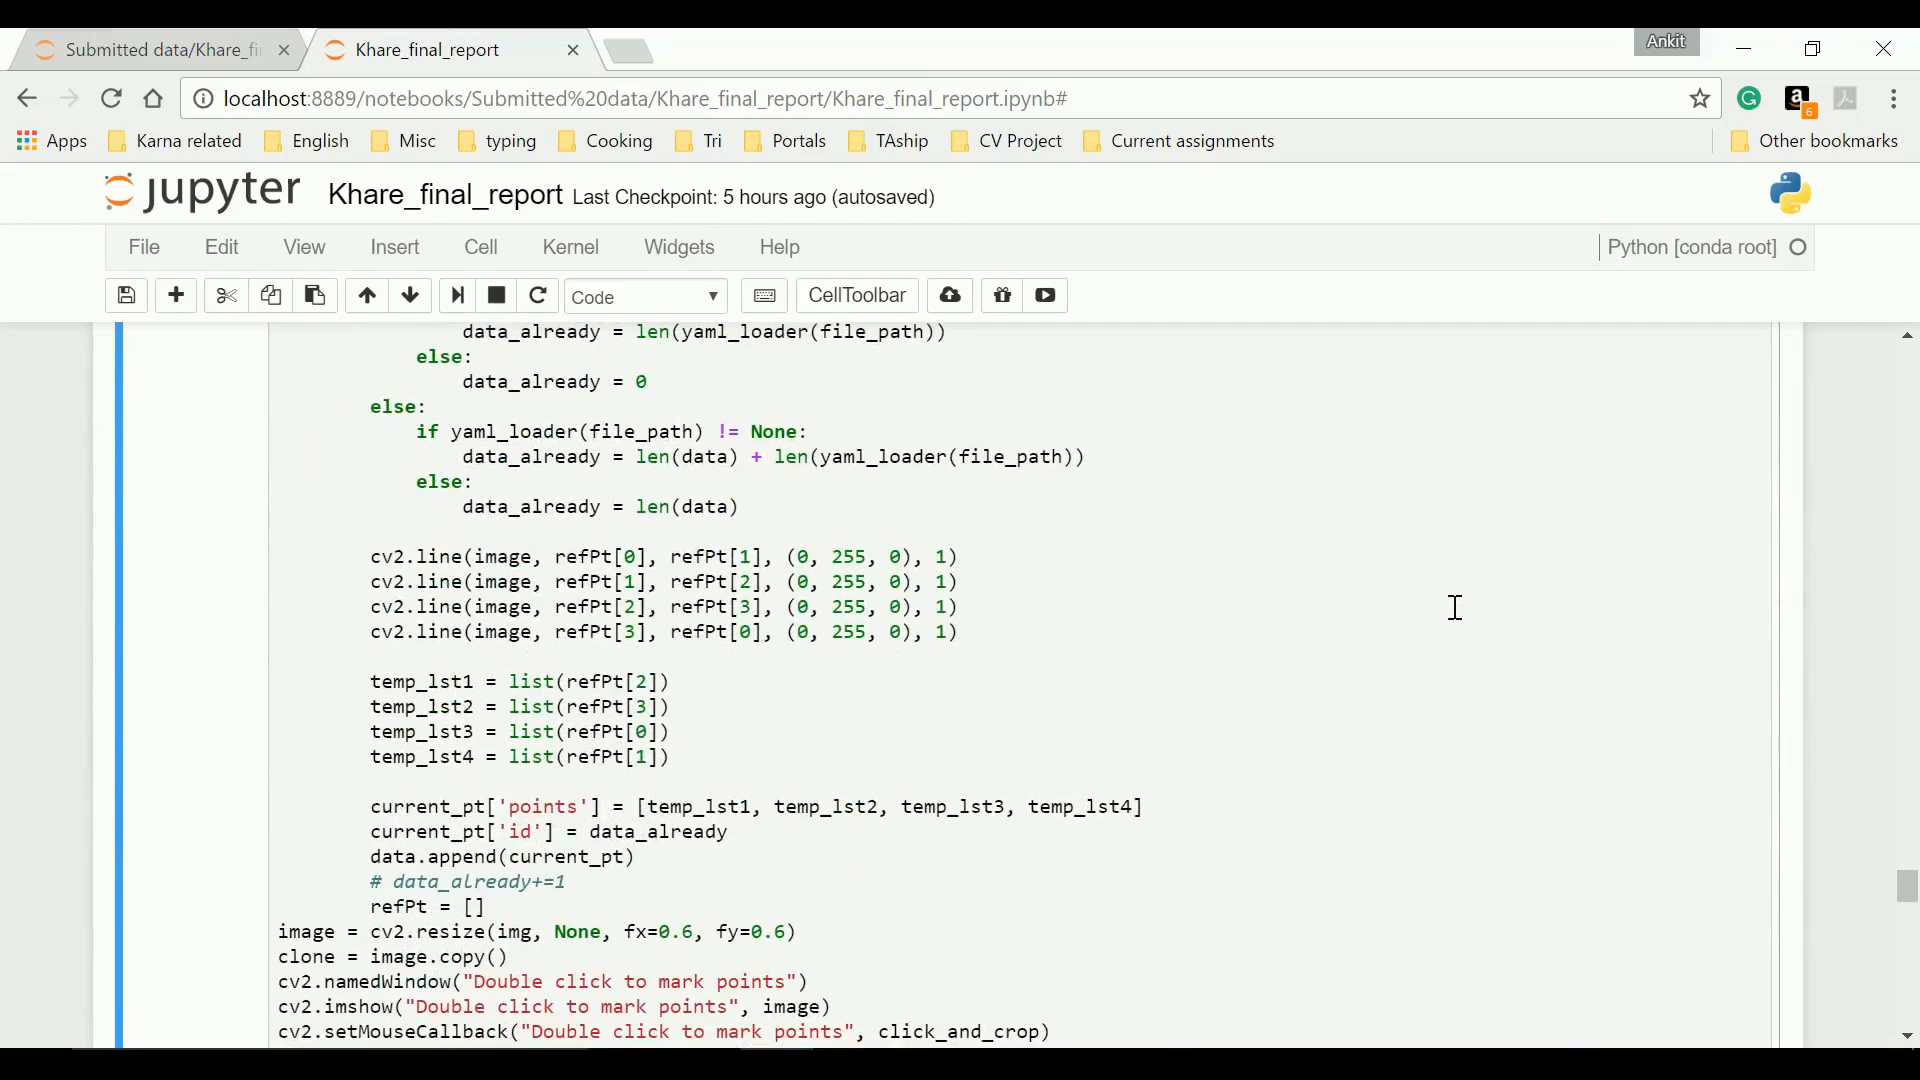 Ankit
Submitted data/Khare_fi
Khare_final_report
localhost:8889/notebooks/Submitted%20data/Khare_final_report/Khare_final_report.ipynb#
6
Apps Karna related English Misc typing Cooking Tri Portals TAship CV Project Current assignments Other bookmarks
jupyter Khare_final_report Last Checkpoint: 5 hours ago (autosaved)
File Edit View Insert Cell Kernel Widgets Help Python [conda root]
Code CellToolbar
data_already = len(yaml_loader(file_path))
else:
data_already = 0
else:
if yaml_loader(file_path) != None:
data_already = len(data) + len(yaml_loader(file_path))
else:
data_already = len(data)
cv2.line(image, refPt[0], refPt[1], (0, 255, 0), 1)
cv2.line(image, refPt[1], refPt[2], (0, 255, 0), 1)
cv2.line(image, refPt[2], refPt[3], (0, 255, 0), 1)
cv2.line(image, refPt[3], refPt[0], (0, 255, 0), 1)
temp_lst1 = list(refPt[2])
temp_lst2 = list(refPt[3])
temp_lst3 = list(refPt[0])
temp_lst4 = list(refPt[1])
current_pt['points'] = [temp_lst1, temp_lst2, temp_lst3, temp_lst4]
current_pt['id'] = data_already
data.append(current_pt)
# data_already+=1
refPt = []
image = cv2.resize(img, None, fx=0.6, fy=0.6)
clone = image.copy()
cv2.namedWindow("Double click to mark points")
cv2.imshow("Double click to mark points", image)
cv2.setMouseCallback("Double click to mark points", click_and_crop)